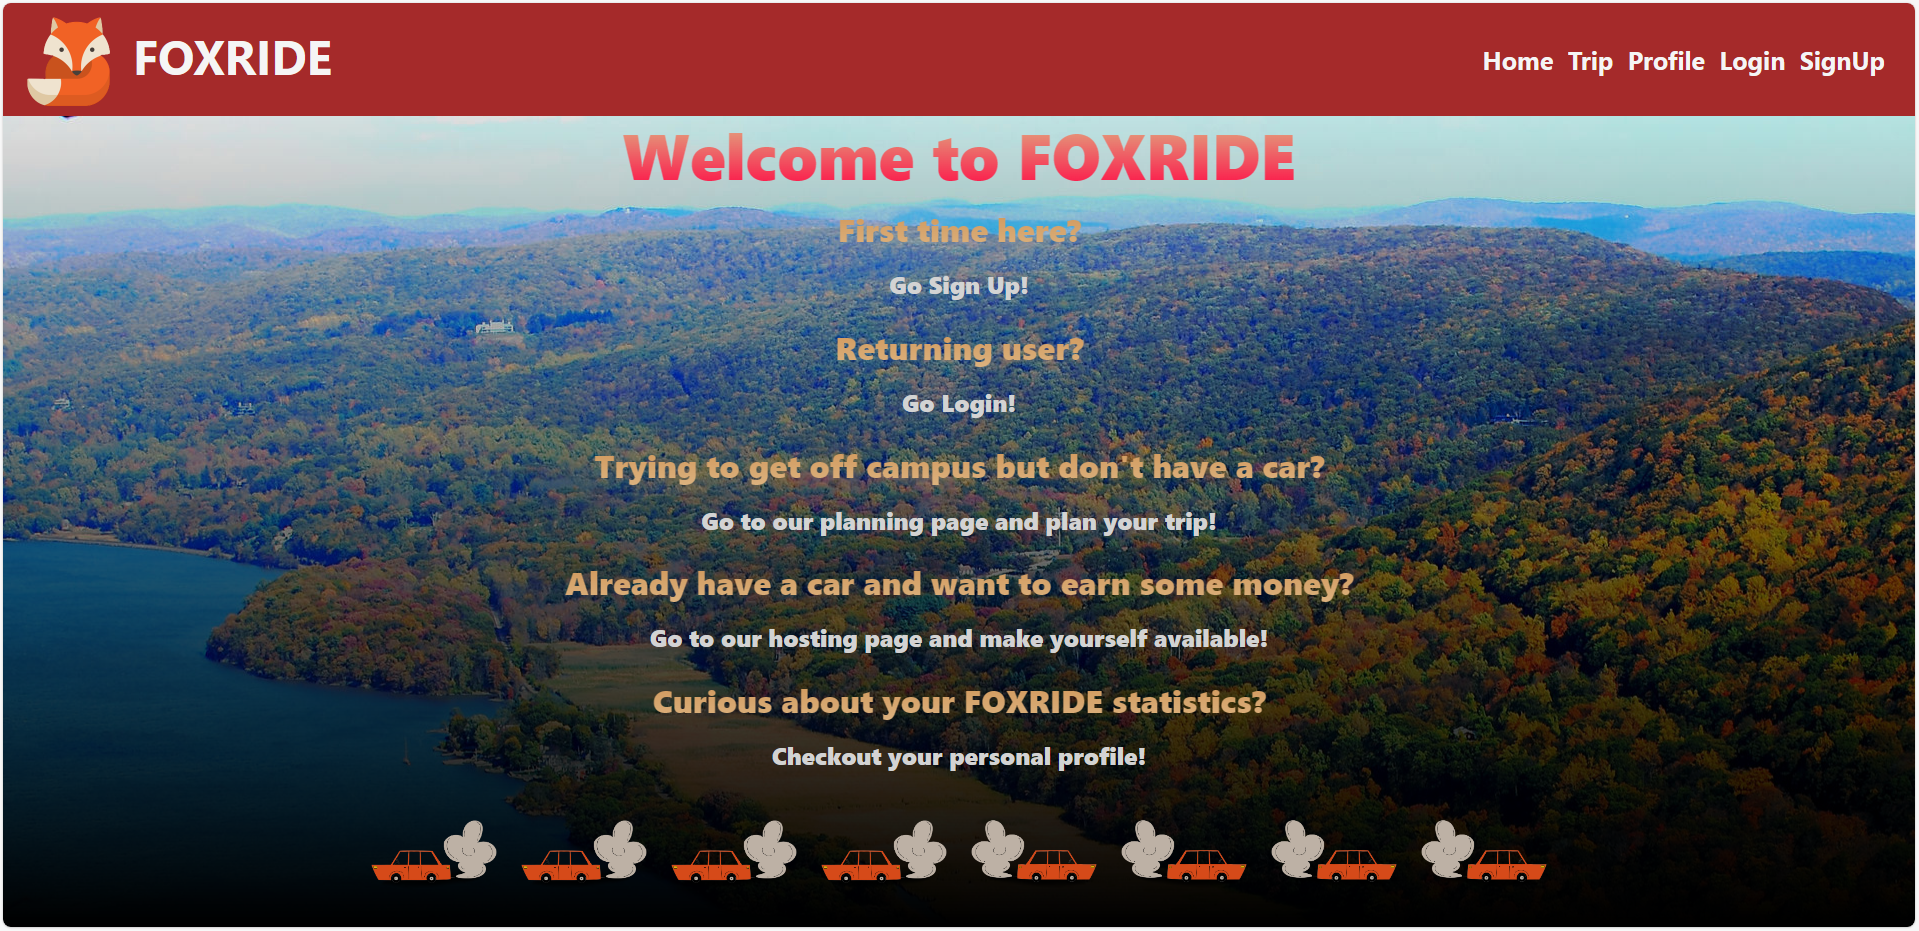 FOXRIDE
Home Trip Profile Login SignUp
Welcome to FOXRIDE
First time here?
Go Sign Up!
Returning user?
Go Login!
Trying to get off campus but don't have a car?
Go to our planning page and plan your trip!
Already have a car and want to earn some money?
Go to our hosting page and make yourself available!
Curious about your FOXRIDE statistics?
Checkout your personal profile!